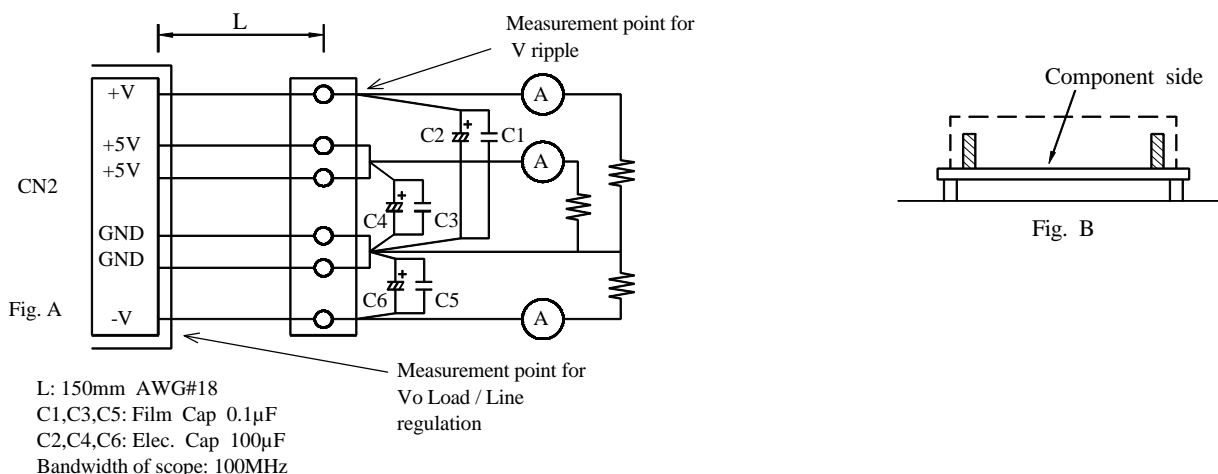 L
Measurement point for
V ripple
+V
+5V
+5V
CN2
GND
GND
Fig. A
-V
A
A
A
+
C2
C1
+
C4
C3
+
C6
C5
Measurement point for
Vo Load / Line
regulation
L: 150mm AWG#18
C1,C3,C5: Film Cap 0.1µF
C2,C4,C6: Elec. Cap 100µF
Bandwidth of scope: 100MHz
Component side
Fig. B